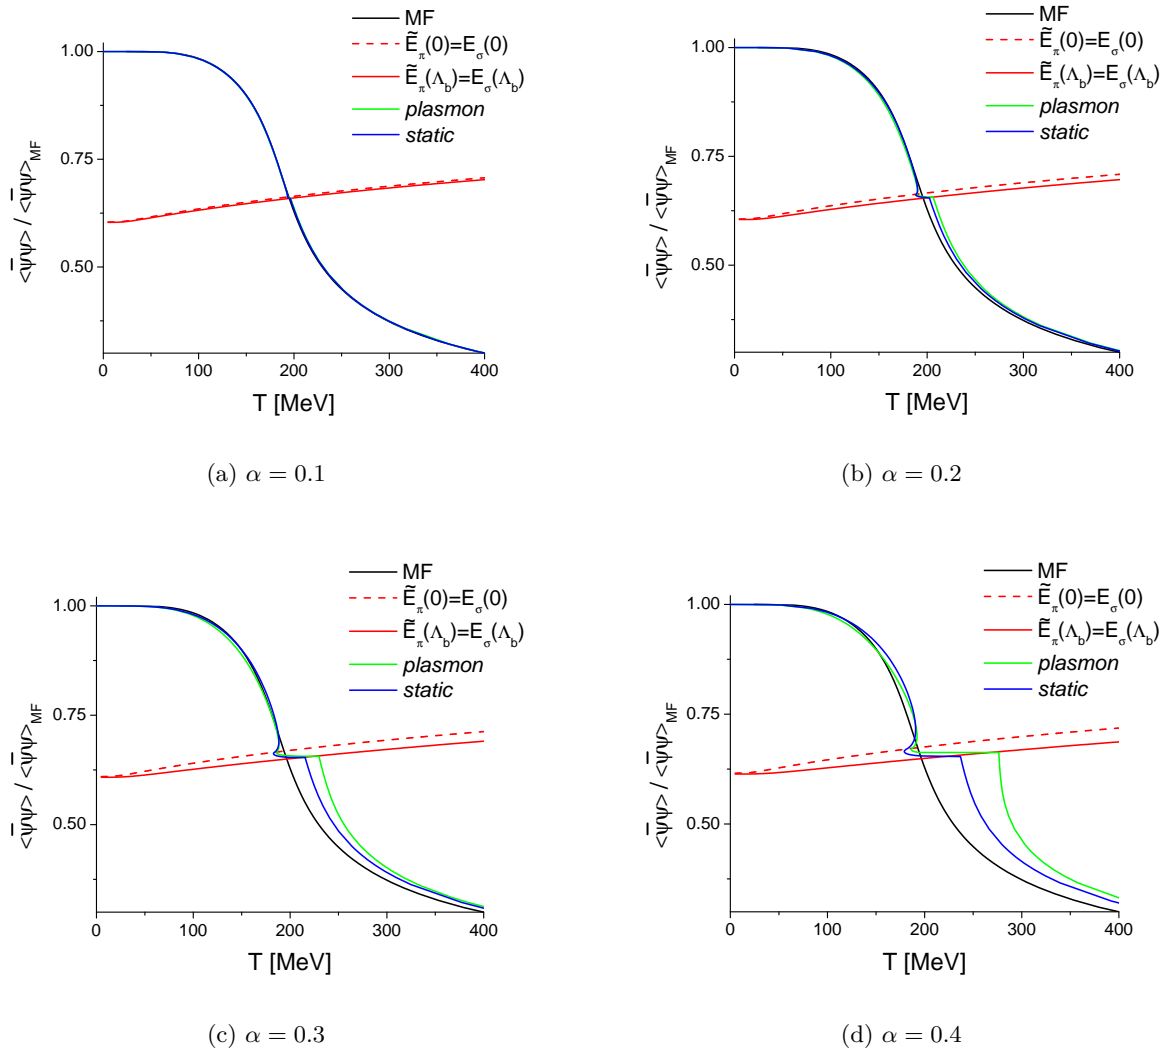 MF
Ẽπ(0)=Eσ(0)
Ẽπ(Λb)=Eσ(Λb)
plasmon
static
1.00
0.75
0.50
<ψ̅ψ> / <ψ̅ψ>MF
0 100 200 300 400
T [MeV]
(a) α = 0.1
MF
Ẽπ(0)=Eσ(0)
Ẽπ(Λb)=Eσ(Λb)
plasmon
static
1.00
0.75
0.50
<ψ̅ψ> / <ψ̅ψ>MF
0 100 200 300 400
T [MeV]
(b) α = 0.2
MF
Ẽπ(0)=Eσ(0)
Ẽπ(Λb)=Eσ(Λb)
plasmon
static
1.00
0.75
0.50
<ψ̅ψ> / <ψ̅ψ>MF
0 100 200 300 400
T [MeV]
(c) α = 0.3
MF
Ẽπ(0)=Eσ(0)
Ẽπ(Λb)=Eσ(Λb)
plasmon
static
1.00
0.75
0.50
<ψ̅ψ> / <ψ̅ψ>MF
0 100 200 300 400
T [MeV]
(d) α = 0.4